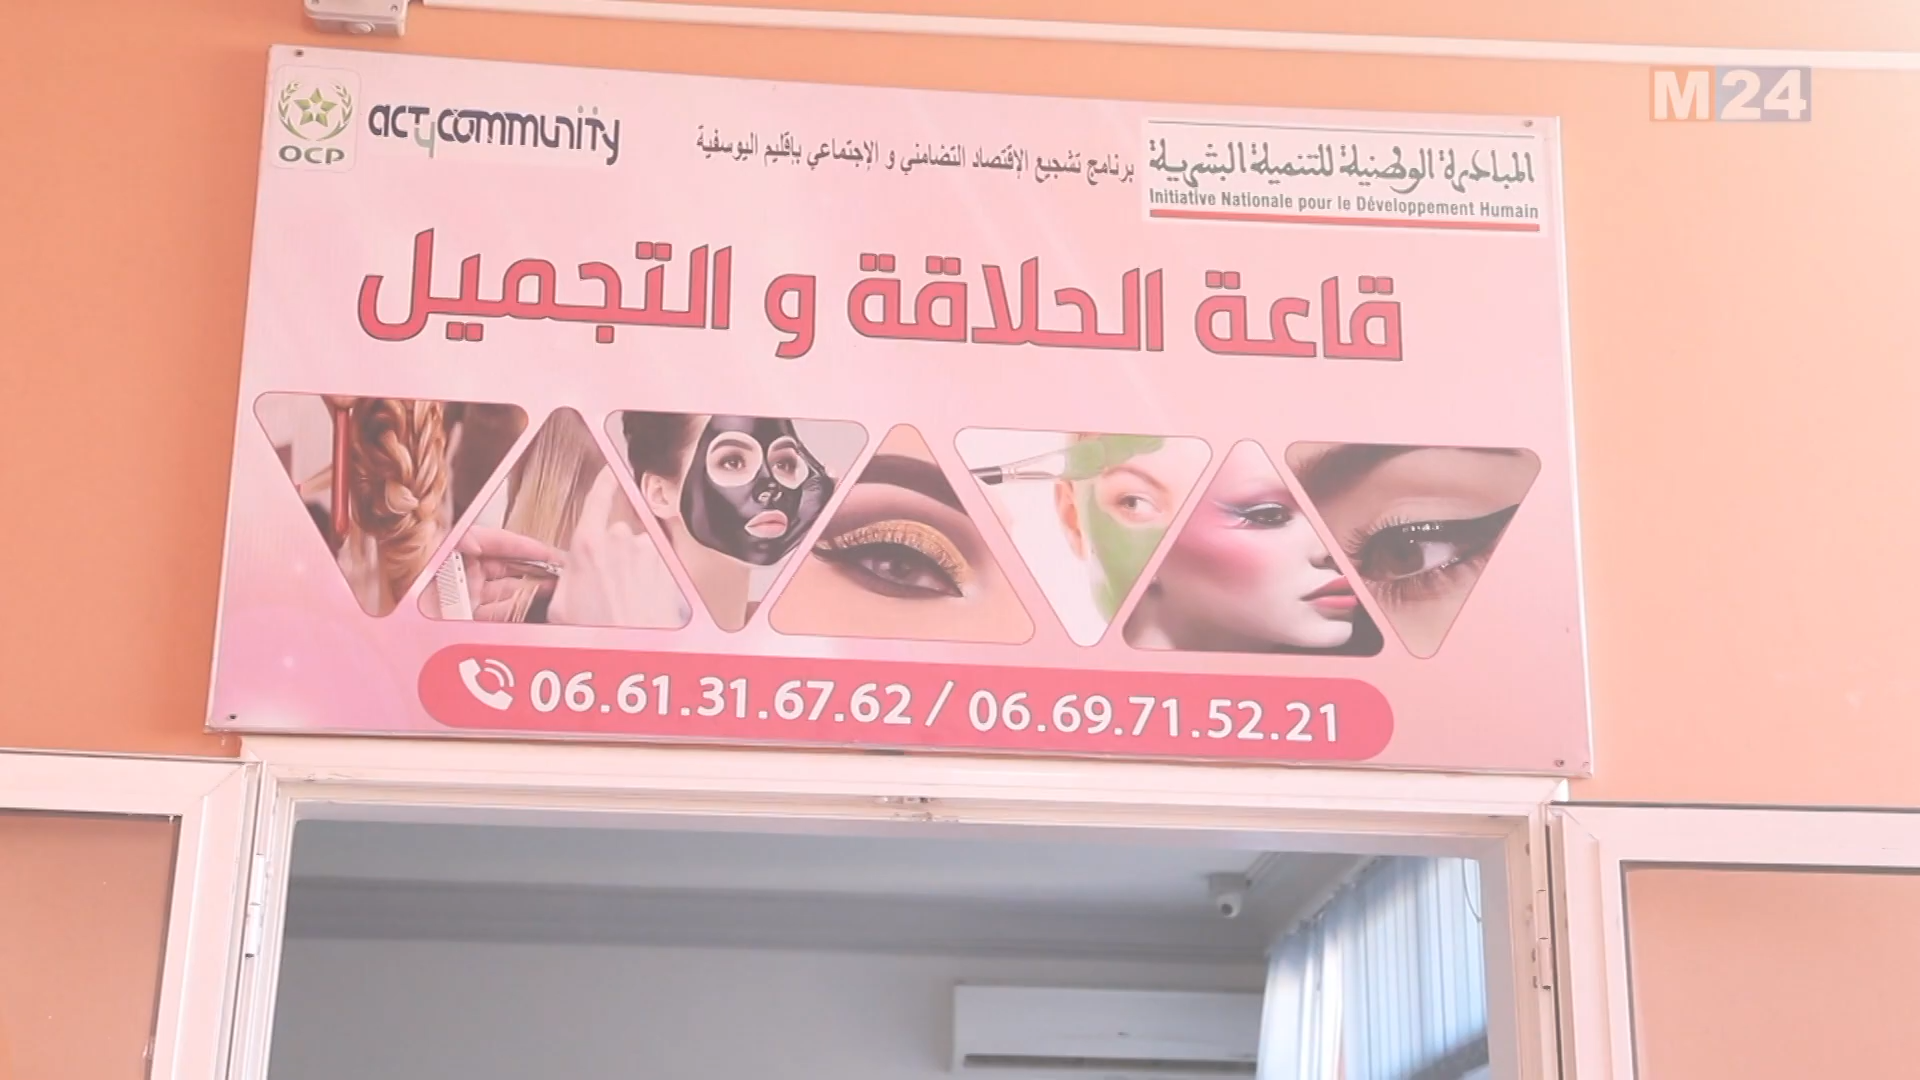 M24
OCP
act4community
برنامج تشجيع الإقتصاد التضامني و الإجتماعي بإقليم اليوسفية
المبادرة الوطنية للتنمية البشرية
Initiative Nationale pour le Développement Humain
قاعة الحلاقة و التجميل
06.61.31.67.62 / 06.69.71.52.21